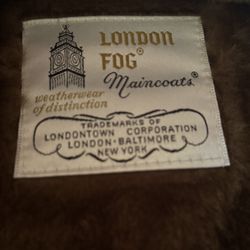 LONDON
FOG®
Maincoats®
weatherwear
of distinction
TRADEMARKS OF
LONDONTOWN CORPORATION
LONDON·BALTIMORE
NEW YORK